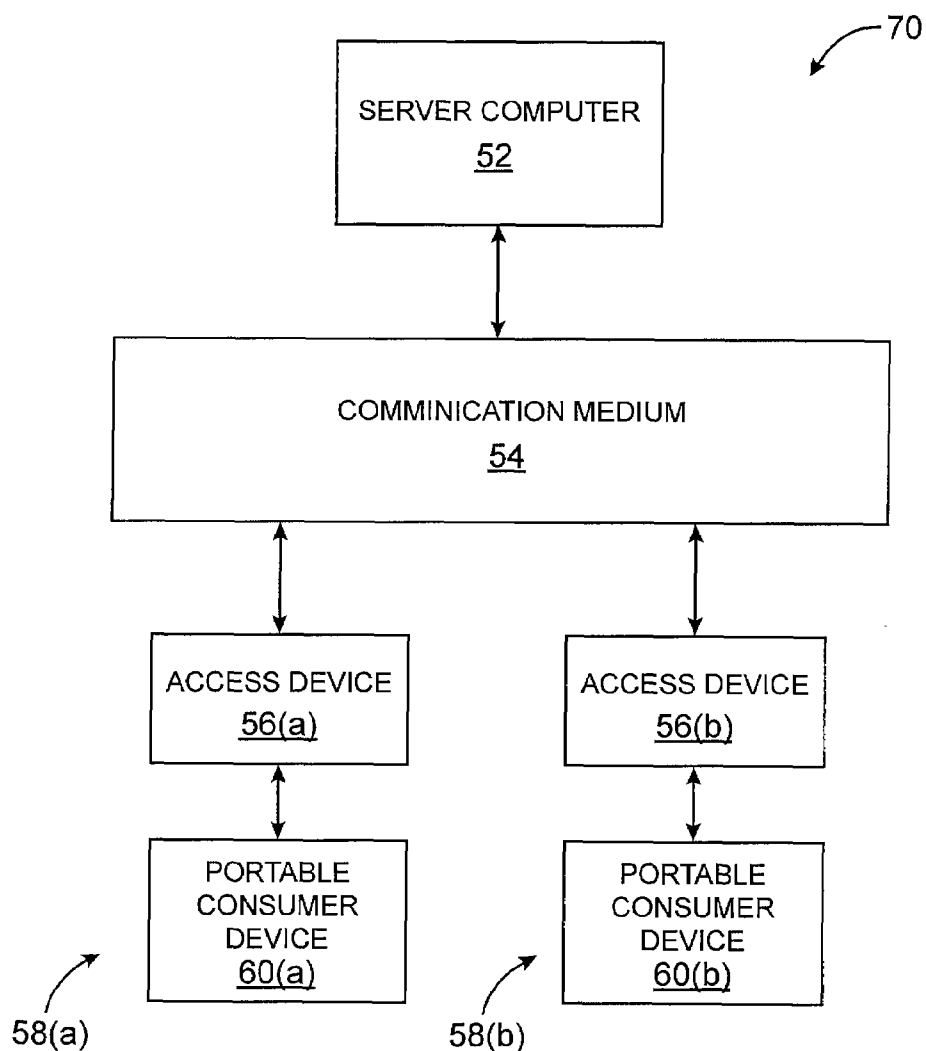 70
SERVER COMPUTER
52
COMMINICATION MEDIUM
54
ACCESS DEVICE
56(a)
ACCESS DEVICE
56(b)
PORTABLE
CONSUMER
DEVICE
60(a)
PORTABLE
CONSUMER
DEVICE
60(b)
58(a)
58(b)